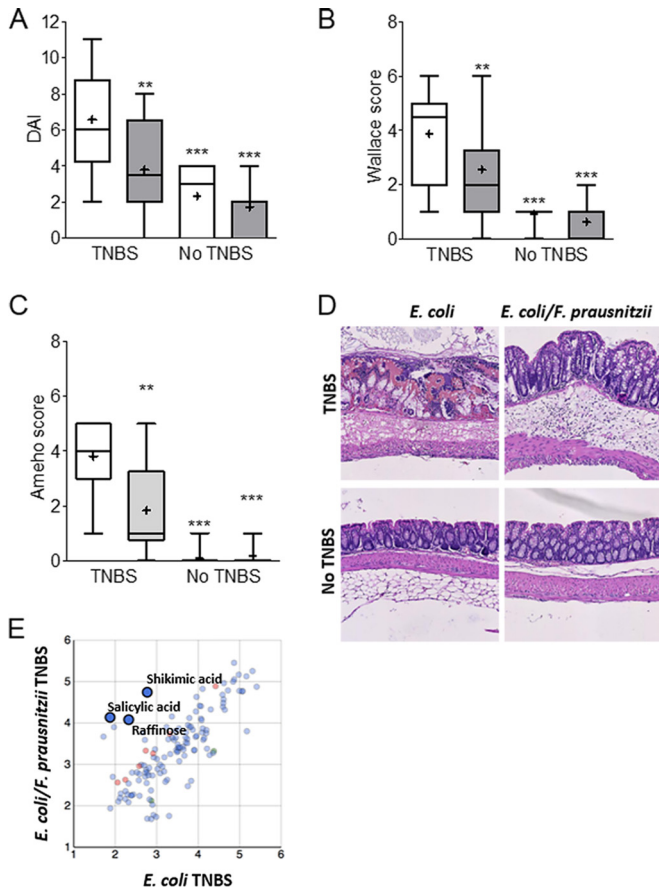 A
DAI
12
10
8
6
4
2
0
**
***
***
TNBS
No TNBS
B
Wallace score
8
6
4
2
0
**
***
***
TNBS
No TNBS
C
Ameho score
8
6
4
2
0
**
***
***
TNBS
No TNBS
D
E. coli
E. coli/F. prausnitzii
TNBS
No TNBS
E
E. coli/F. prausnitzii TNBS
6
5
4
3
2
1
Shikimic acid
Salicylic acid
Raffinose
1
2
3
4
5
6
E. coli TNBS